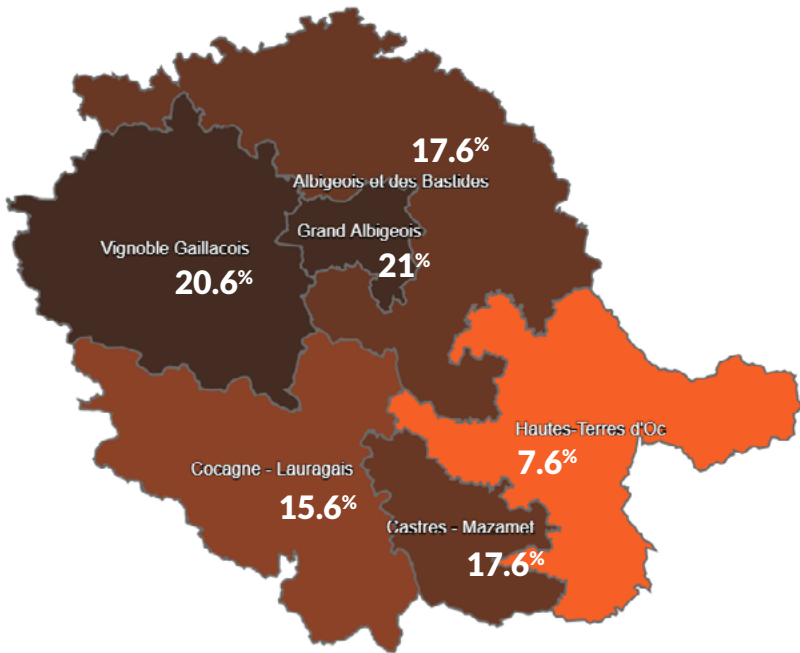 17.6%
Albigeois et des Bastides
Grand Albigeois
21%
Vignoble Gaillacois
20.6%
Hautes-Terres d'Oc
7.6%
Cocagne - Lauragais
15.6%
Castres - Mazamet
17.6%